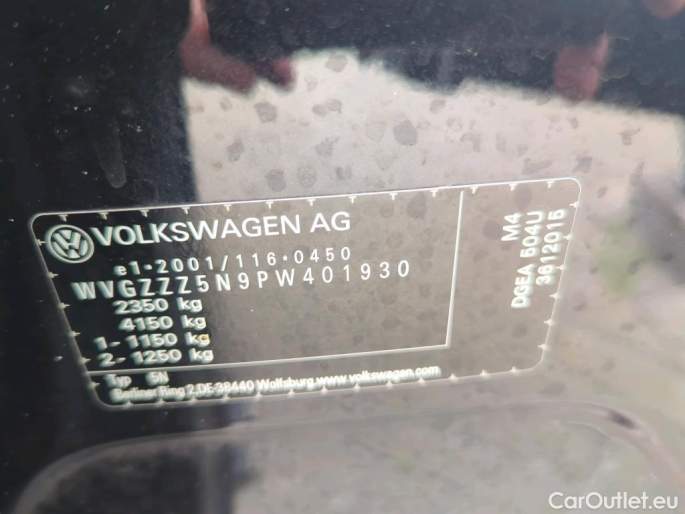 VOLKSWAGEN AG
e1*2001/116*0450
WVGZZZ5N9PW401930
2350 kg
4150 kg
1- 1150 kg
2- 1250 kg
Typ 5N
Berliner Ring 2,DE-38440 Wolfsburg,www.volkswagen.com
M4
DGEA 504U
3612015
CarOutlet.eu